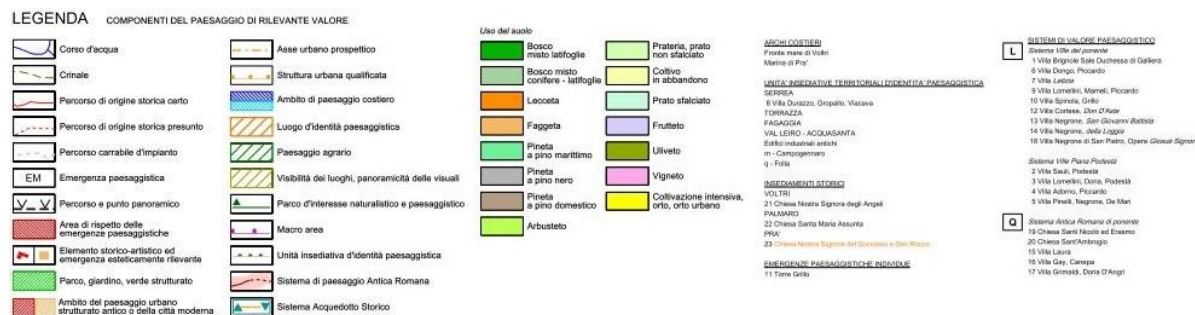 LEGENDA COMPONENTI DEL PAESAGGIO DI RILEVANTE VALORE
Corso d'acqua
Crinale
Percorso di origine storica certo
Percorso di origine storica presunto
Percorso carrabile d'impianto
EM Emergenza paesaggistica
Percorso e punto panoramico
Area di rispetto delle
emergenze paesaggistiche
Elemento storico-artistico ed
emergenza esteticamente rilevante
Parco, giardino, verde strutturato
Ambito del paesaggio urbano
strutturato antico o della città moderna
Asse urbano prospettico
Struttura urbana qualificata
Ambito di paesaggio costiero
Luogo d'identità paesaggistica
Paesaggio agrario
Visibilità dei luoghi, panoramicità delle visuali
Parco d'interesse naturalistico e paesaggistico
Macro area
Unità insediativa d'identità paesaggistica
Sistema di paesaggio Antica Romana
Sistema Acquedotto Storico
Uso del suolo
Bosco
misto latifoglie
Bosco misto
conifere - latifoglie
Lecceta
Faggeta
Pineta
a pino marittimo
Pineta
a pino nero
Pineta
a pino domestico
Arbusteto
Prateria, prato
non sfalciato
Coltivo
in abbandono
Prato sfalciato
Frutteto
Uliveto
Vigneto
Coltivazione intensiva,
orto, orto urbano
ARCHI COSTIERI
Fronte mare di Voltri
Marina di Pra'
UNITA' INSEDIATIVE TERRITORIALI D'IDENTITA' PAESAGGISTICA
SERREA
8 Villa Durazzo, Gropallo, Viacava
TORRAZZA
FAGAGGIA
VAL LEIRO - ACQUASANTA
Edifici industriali antichi
m - Campogennaro
q - Folla
INSEDIAMENTI STORICI
VOLTRI
21 Chiesa Nostra Signora degli Angeli
PALMARO
22 Chiesa Santa Maria Assunta
PRA'
23 Chiesa Nostra Signora del Soccorso e San Rocco
EMERGENZE PAESAGGISTICHE INDIVIDUE
11 Torre Grillo
L
SISTEMI DI VALORE PAESAGGISTICO
Sistema Ville del ponente
1 Villa Brignole Sale Duchessa di Galliera
6 Villa Dongo, Piccardo
7 Villa Letizia
9 Villa Lomellini, Mameli, Piccardo
10 Villa Spinola, Grillo
12 Villa Cortese, Don D'Aste
13 Villa Negrone, San Giovanni Battista
14 Villa Negrone, della Loggia
18 Villa Negrone di San Pietro, Opera Giosuè Signori
Sistema Ville Piana Podestà
2 Villa Sauli, Podestà
3 Villa Lomellini, Doria, Podestà
4 Villa Adorno, Piccardo
5 Villa Pinelli, Negrone, De Mari
Q
Sistema Antica Romana di ponente
19 Chiesa Santi Nicolò ed Erasmo
20 Chiesa Sant'Ambrogio
15 Villa Laura
16 Villa Gay, Canepa
17 Villa Grimaldi, Doria D'Angri